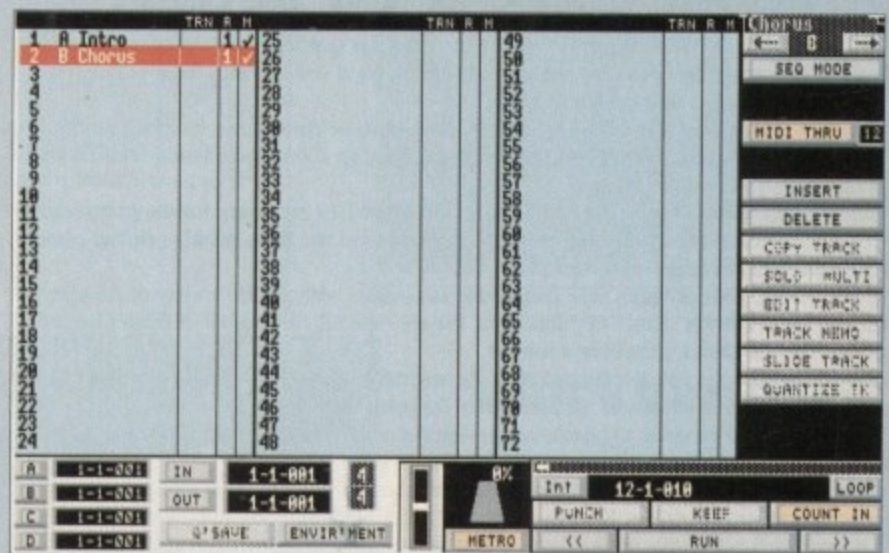 TRN R M TRN R M TRN R M Chorus
1 A Intro 1 ✓ 25 49
2 B Chorus 1 ✓ 26 50
3 27 51
4 28 52
5 29 53
6 30 54
7 31 55
8 32 56
9 33 57
10 34 58
11 35 59
12 36 60
13 37 61
14 38 62
15 39 63
16 40 64
17 41 65
18 42 66
19 43 67
20 44 68
21 45 69
22 46 70
23 47 71
24 48 72
8
SEQ MODE
MIDI THRU 12
INSERT
DELETE
COPY TRACK
SOLO MULTI
EDIT TRACK
TRACK MEMO
SLIDE TRACK
QUANTIZE TK
A 1-1-001
B 1-1-001
C 1-1-001
D 1-1-001
IN 1-1-001 4
OUT 1-1-001 4
Q'SAVE ENVIR'MENT
0%
METRO
Int 12-1-010 LOOP
PUNCH KEEP COUNT IN
<< RUN >>